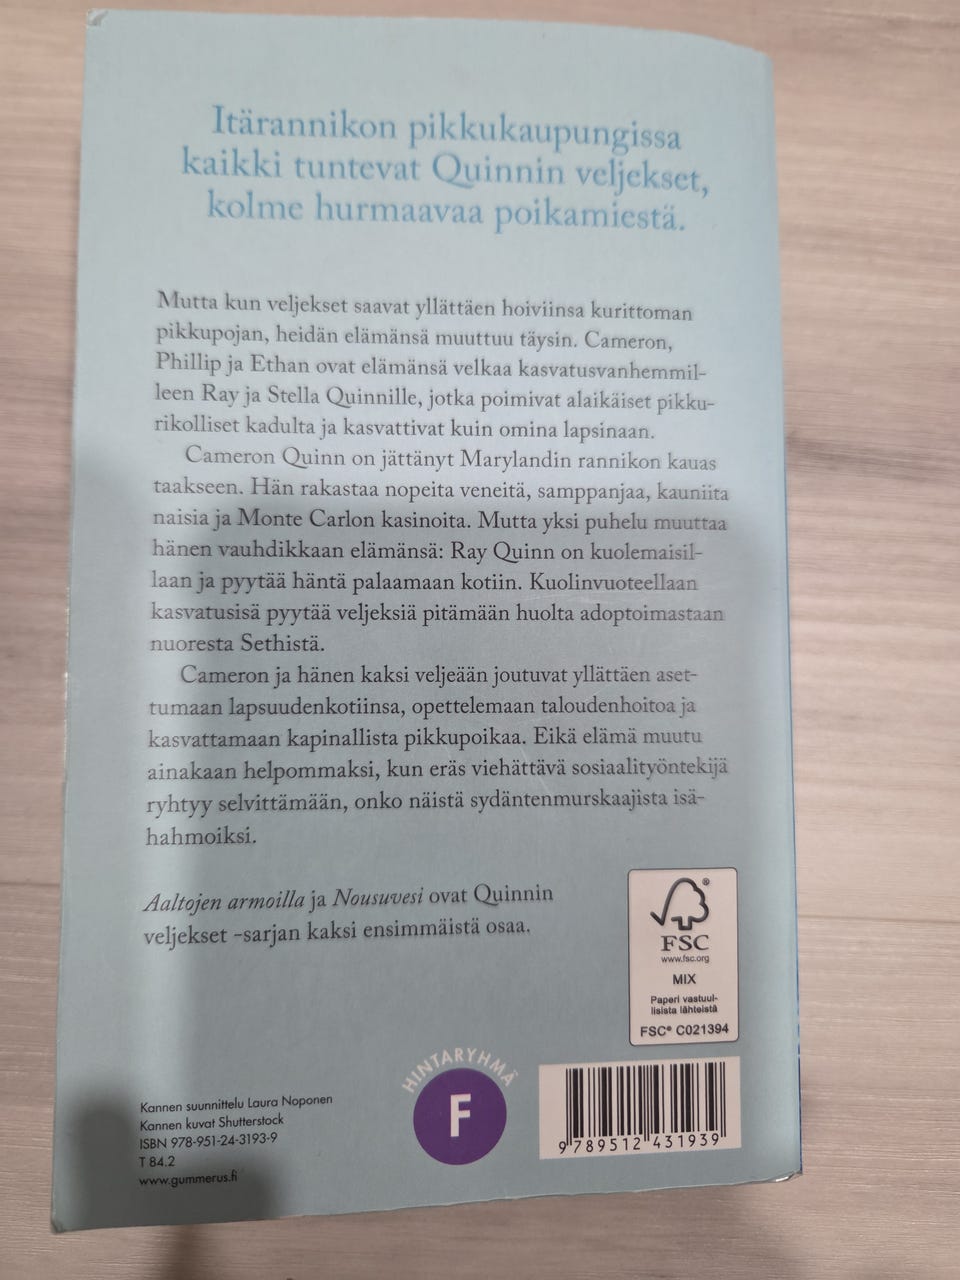 Itärannikon pikkukaupungissa
kaikki tuntevat Quinnin veljekset,
kolme hurmaavaa poikamiestä.
Mutta kun veljekset saavat yllättäen hoiviinsa kurittoman
pikkupojan, heidän elämänsä muuttuu täysin. Cameron,
Phillip ja Ethan ovat elämänsä velkaa kasvatusvanhemmil-
leen Ray ja Stella Quinnille, jotka poimivat alaikäiset pikku-
rikolliset kadulta ja kasvattivat kuin omina lapsinaan.
Cameron Quinn on jättänyt Marylandin rannikon kauas
taakseen. Hän rakastaa nopeita veneitä, samppanjaa, kauniita
naisia ja Monte Carlon kasinoita. Mutta yksi puhelu muuttaa
hänen vauhdikkaan elämänsä: Ray Quinn on kuolemaisil-
laan ja pyytää häntä palaamaan kotiin. Kuolinvuoteellaan
kasvatusisä pyytää veljeksiä pitämään huolta adoptoimastaan
nuoresta Sethistä.
Cameron ja hänen kaksi veljeään joutuvat yllättäen aset-
tumaan lapsuudenkotiinsa, opettelemaan taloudenhoitoa ja
kasvattamaan kapinallista pikkupoikaa. Eikä elämä muutu
ainakaan helpommaksi, kun eräs viehättävä sosiaalityöntekijä
ryhtyy selvittämään, onko näistä sydäntenmurskaajista isä-
hahmoiksi.
Aaltojen armoilla ja Nousuvesi ovat Quinnin
veljekset –sarjan kaksi ensimmäistä osaa.
®
FSC
www.fsc.org
MIX
Paperi vastuul-
lisista lähteistä
FSC® C021394
HINTARYHMÄ
F
Kannen suunnittelu Laura Noponen
Kannen kuvat Shutterstock
ISBN 978-951-24-3193-9
T 84.2
www.gummerus.fi
9 789512 431939